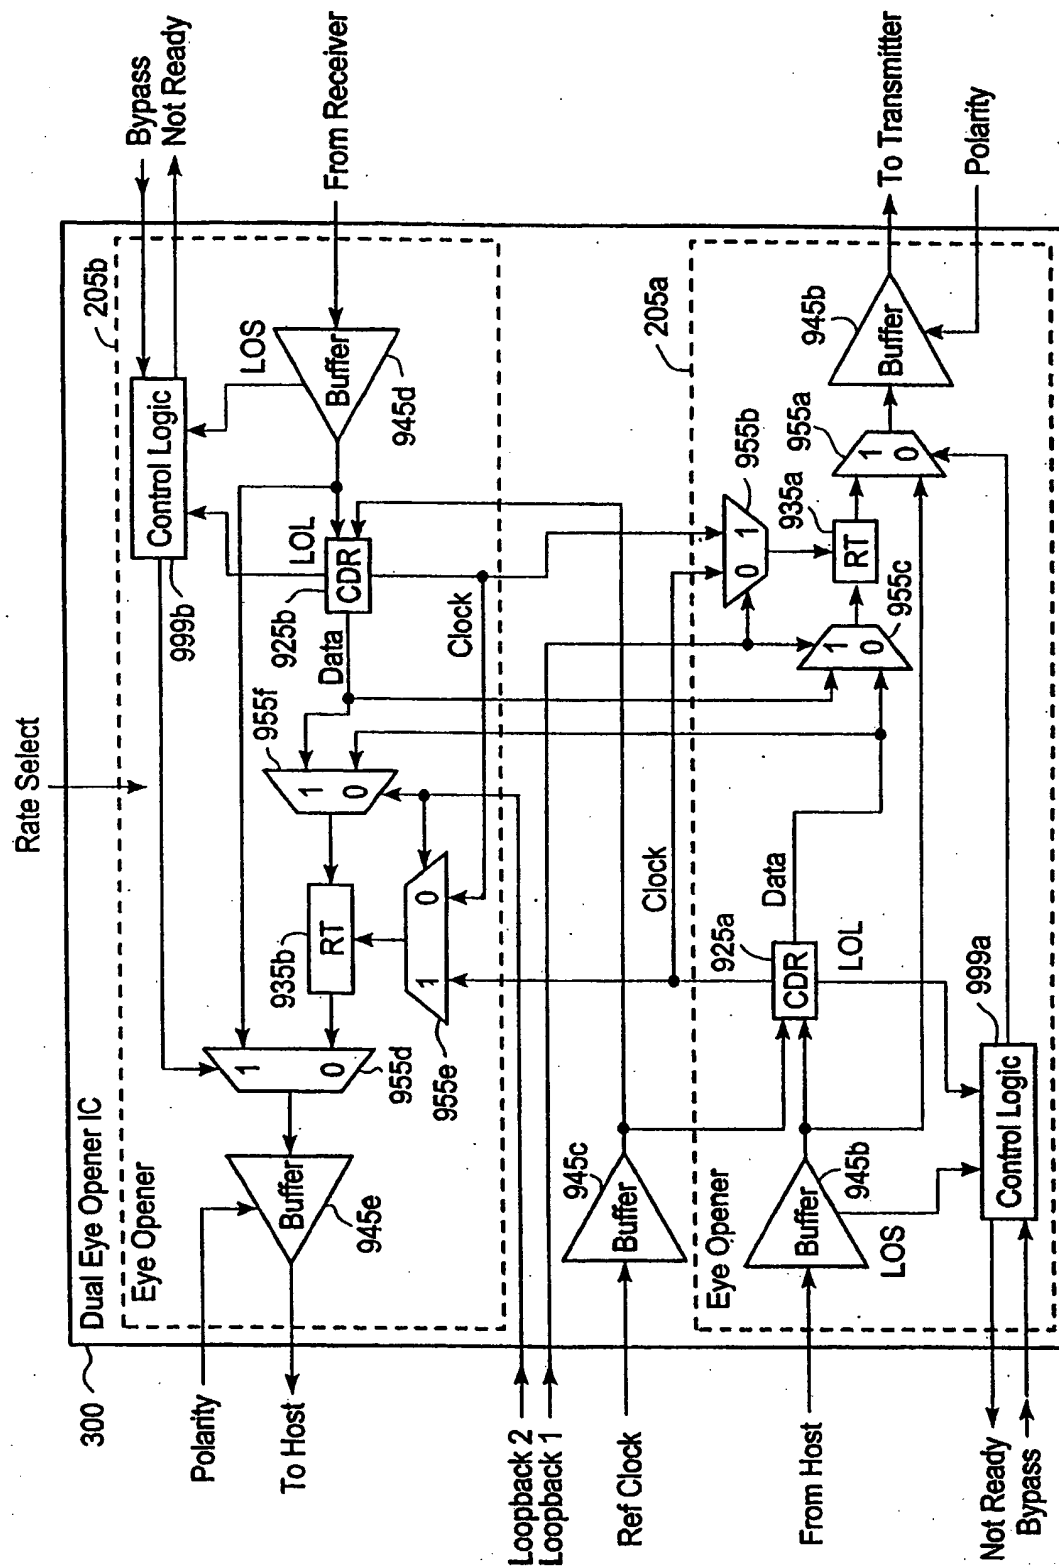 300
Dual Eye Opener IC
Rate Select
Eye Opener
205b
Bypass
Not Ready
Control Logic
999b
LOS
LOL
From Receiver
Buffer
945d
CDR
925b
Data
Clock
955f
1
0
RT
935b
0
1
955e
1
0
955d
Polarity
Buffer
945e
To Host
Loopback 2
Loopback 1
Ref Clock
Buffer
945c
Eye Opener
205a
From Host
Buffer
945b
LOS
CDR
925a
Clock
Data
LOL
Control Logic
999a
Not Ready
Bypass
0
1
955b
1
0
955c
RT
935a
1
0
955a
Buffer
945b
To Transmitter
Polarity